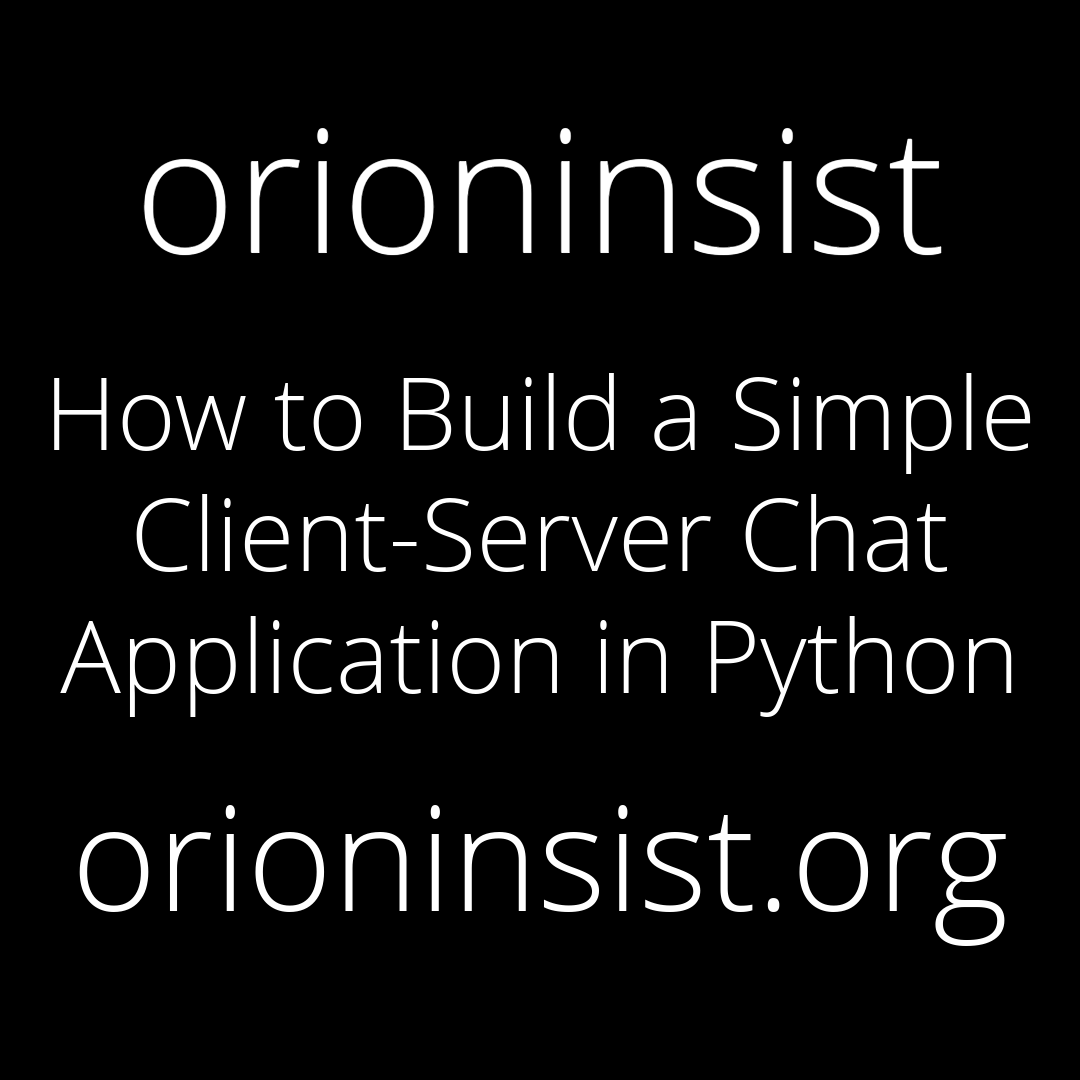 orioninsist
How to Build a Simple
Client-Server Chat
Application in Python
orioninsist.org